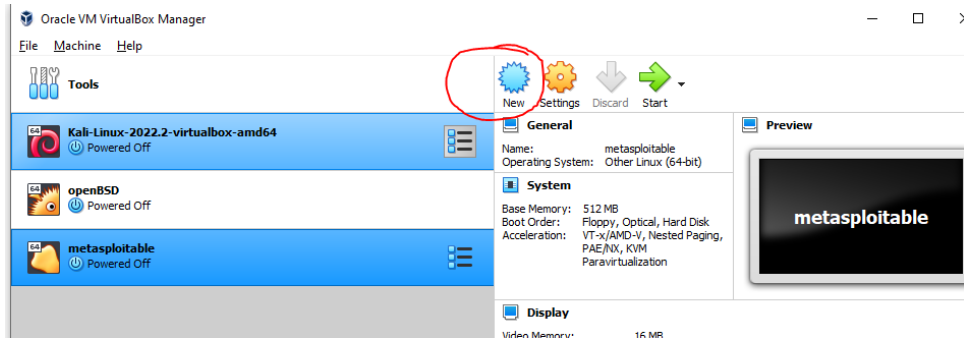 Oracle VM VirtualBox Manager
File Machine Help
Tools
New Settings Discard Start
64 Kali-Linux-2022.2-virtualbox-amd64
Powered Off
64 openBSD
Powered Off
64 metasploitable
Powered Off
General
Name: metasploitable
Operating System: Other Linux (64-bit)
System
Base Memory: 512 MB
Boot Order: Floppy, Optical, Hard Disk
Acceleration: VT-x/AMD-V, Nested Paging,
PAE/NX, KVM
Paravirtualization
Display
Video Memory: 16 MB
Preview
metasploitable